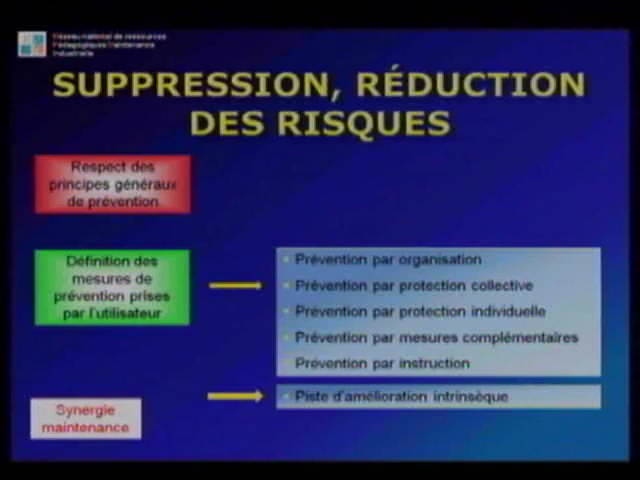 Réseau national de ressources
Pédagogiques Maintenance
Industrielle
SUPPRESSION, RÉDUCTION
DES RISQUES
Respect des
principes généraux
de prévention
Définition des
mesures de
prévention prises
par l'utilisateur
Prévention par organisation
Prévention par protection collective
Prévention par protection individuelle
Prévention par mesures complémentaires
Prévention par instruction
Piste d'amélioration intrinsèque
Synergie
maintenance